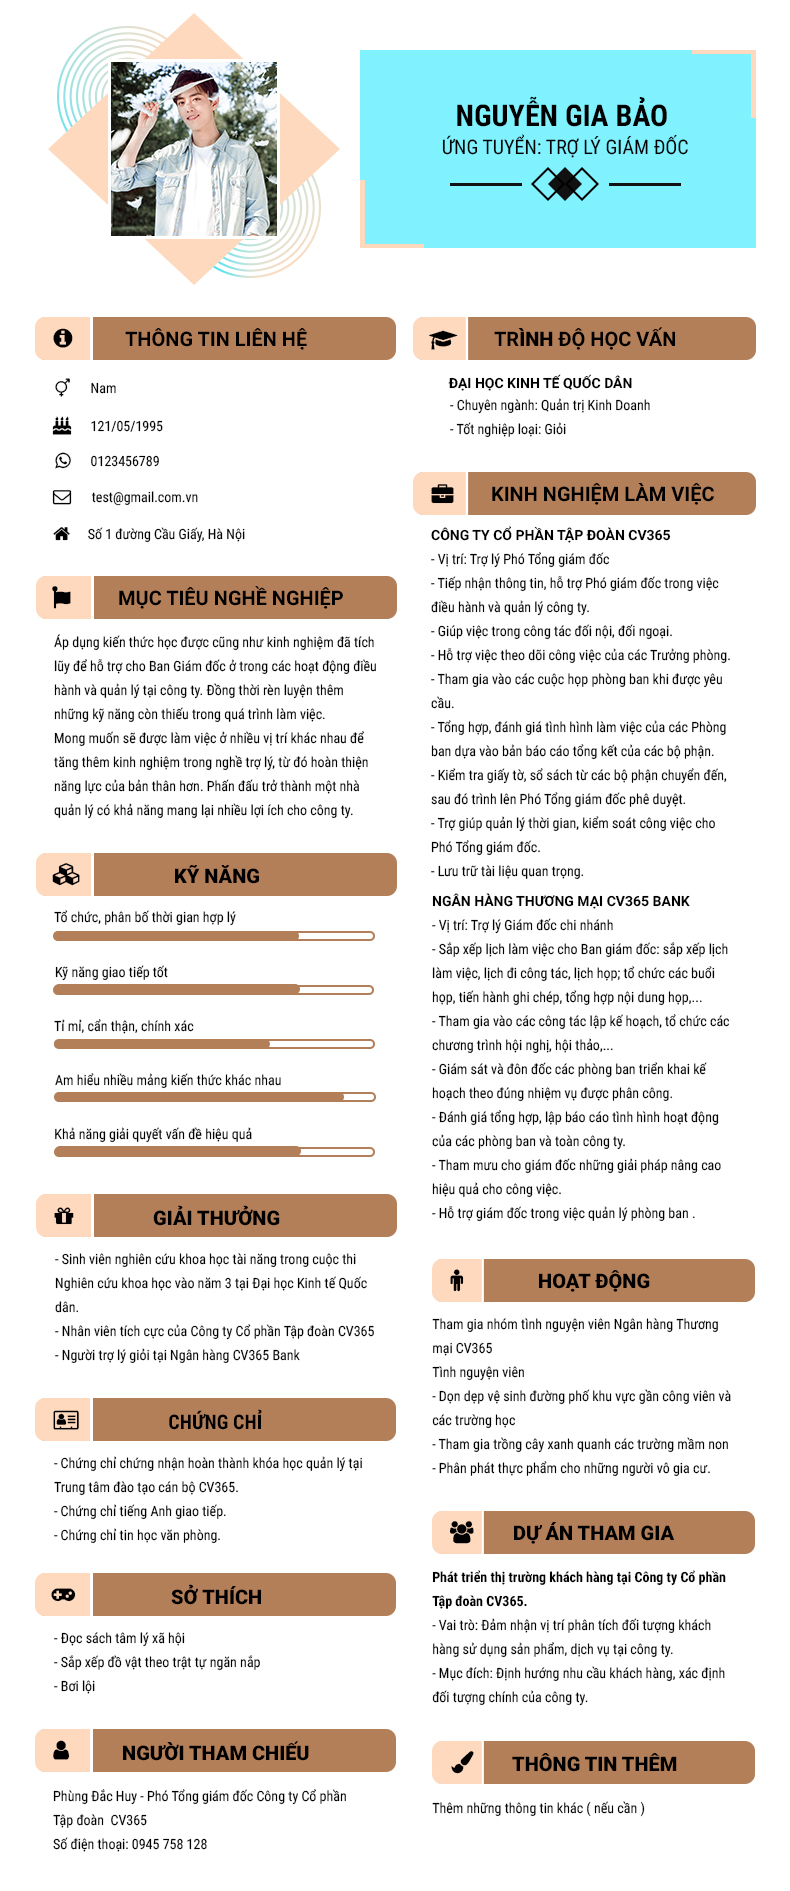 NGUYỄN GIA BẢO
ỨNG TUYỂN: TRỢ LÝ GIÁM ĐỐC
THÔNG TIN LIÊN HỆ
Nam
121/05/1995
0123456789
test@gmail.com.vn
Số 1 đường Cầu Giấy, Hà Nội
MỤC TIÊU NGHỀ NGHIỆP
Áp dụng kiến thức học được cũng như kinh nghiệm đã tích
lũy để hỗ trợ cho Ban Giám đốc ở trong các hoạt động điều
hành và quản lý tại công ty. Đồng thời rèn luyện thêm
những kỹ năng còn thiếu trong quá trình làm việc.
Mong muốn sẽ được làm việc ở nhiều vị trí khác nhau để
tăng thêm kinh nghiệm trong nghề trợ lý, từ đó hoàn thiện
năng lực của bản thân hơn. Phấn đấu trở thành một nhà
quản lý có khả năng mang lại nhiều lợi ích cho công ty.
KỸ NĂNG
Tổ chức, phân bố thời gian hợp lý
Kỹ năng giao tiếp tốt
Tỉ mỉ, cẩn thận, chính xác
Am hiểu nhiều mảng kiến thức khác nhau
Khả năng giải quyết vấn đề hiệu quả
GIẢI THƯỞNG
- Sinh viên nghiên cứu khoa học tài năng trong cuộc thi
Nghiên cứu khoa học vào năm 3 tại Đại học Kinh tế Quốc
dân.
- Nhân viên tích cực của Công ty Cổ phần Tập đoàn CV365
- Người trợ lý giỏi tại Ngân hàng CV365 Bank
CHỨNG CHỈ
- Chứng chỉ chứng nhận hoàn thành khóa học quản lý tại
Trung tâm đào tạo cán bộ CV365.
- Chứng chỉ tiếng Anh giao tiếp.
- Chứng chỉ tin học văn phòng.
SỞ THÍCH
- Đọc sách tâm lý xã hội
- Sắp xếp đồ vật theo trật tự ngăn nắp
- Bơi lội
NGƯỜI THAM CHIẾU
Phùng Đắc Huy - Phó Tổng giám đốc Công ty Cổ phần
Tập đoàn CV365
Số điện thoại: 0945 758 128
TRÌNH ĐỘ HỌC VẤN
ĐẠI HỌC KINH TẾ QUỐC DÂN
- Chuyên ngành: Quản trị Kinh Doanh
- Tốt nghiệp loại: Giỏi
KINH NGHIỆM LÀM VIỆC
CÔNG TY CỔ PHẦN TẬP ĐOÀN CV365
- Vị trí: Trợ lý Phó Tổng giám đốc
- Tiếp nhận thông tin, hỗ trợ Phó giám đốc trong việc
điều hành và quản lý công ty.
- Giúp việc trong công tác đối nội, đối ngoại.
- Hỗ trợ việc theo dõi công việc của các Trưởng phòng.
- Tham gia vào các cuộc họp phòng ban khi được yêu
cầu.
- Tổng hợp, đánh giá tình hình làm việc của các Phòng
ban dựa vào bản báo cáo tổng kết của các bộ phận.
- Kiểm tra giấy tờ, sổ sách từ các bộ phận chuyển đến,
sau đó trình lên Phó Tổng giám đốc phê duyệt.
- Trợ giúp quản lý thời gian, kiểm soát công việc cho
Phó Tổng giám đốc.
- Lưu trữ tài liệu quan trọng.
NGÂN HÀNG THƯƠNG MẠI CV365 BANK
- Vị trí: Trợ lý Giám đốc chi nhánh
- Sắp xếp lịch làm việc cho Ban giám đốc: sắp xếp lịch
làm việc, lịch đi công tác, lịch họp; tổ chức các buổi
họp, tiến hành ghi chép, tổng hợp nội dung họp,...
- Tham gia vào các công tác lập kế hoạch, tổ chức các
chương trình hội nghị, hội thảo,...
- Giám sát và đôn đốc các phòng ban triển khai kế
hoạch theo đúng nhiệm vụ được phân công.
- Đánh giá tổng hợp, lập báo cáo tình hình hoạt động
của các phòng ban và toàn công ty.
- Tham mưu cho giám đốc những giải pháp nâng cao
hiệu quả cho công việc.
- Hỗ trợ giám đốc trong việc quản lý phòng ban .
HOẠT ĐỘNG
Tham gia nhóm tình nguyện viên Ngân hàng Thương
mại CV365
Tình nguyện viên
- Dọn dẹp vệ sinh đường phố khu vực gần công viên và
các trường học
- Tham gia trồng cây xanh quanh các trường mầm non
- Phân phát thực phẩm cho những người vô gia cư.
DỰ ÁN THAM GIA
Phát triển thị trường khách hàng tại Công ty Cổ phần
Tập đoàn CV365.
- Vai trò: Đảm nhận vị trí phân tích đối tượng khách
hàng sử dụng sản phẩm, dịch vụ tại công ty.
- Mục đích: Định hướng nhu cầu khách hàng, xác định
đối tượng chính của công ty.
THÔNG TIN THÊM
Thêm những thông tin khác ( nếu cần )